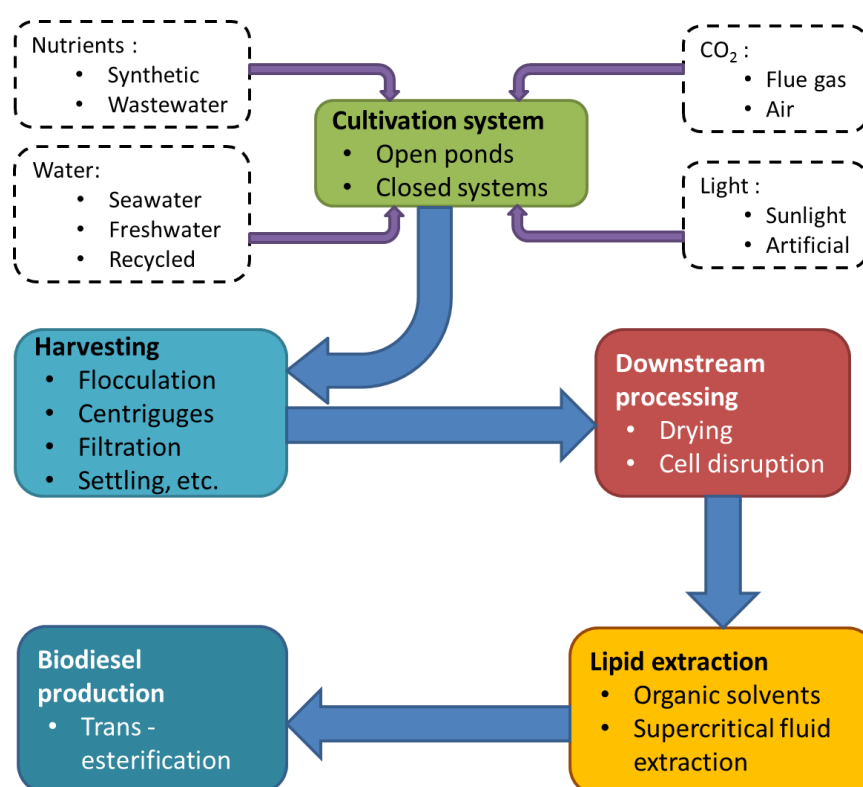 Nutrients :
• Synthetic
• Wastewater
CO₂ :
• Flue gas
• Air
Cultivation system
• Open ponds
• Closed systems
Water:
• Seawater
• Freshwater
• Recycled
Light :
• Sunlight
• Artificial
Harvesting
• Flocculation
• Centriguges
• Filtration
• Settling, etc.
Downstream
processing
• Drying
• Cell disruption
Biodiesel
production
• Trans -
esterification
Lipid extraction
• Organic solvents
• Supercritical fluid
extraction